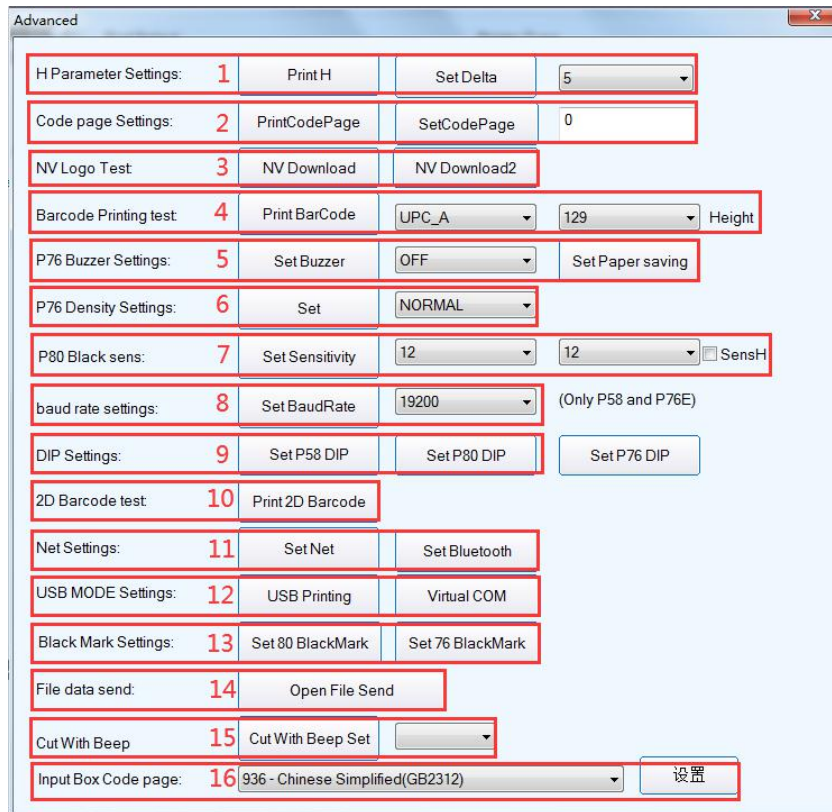 Advanced
H Parameter Settings: 1 Print H Set Delta 5
Code page Settings: 2 PrintCodePage SetCodePage 0
NV Logo Test: 3 NV Download NV Download2
Barcode Printing test: 4 Print BarCode UPC_A 129 Height
P76 Buzzer Settings: 5 Set Buzzer OFF Set Paper saving
P76 Density Settings: 6 Set NORMAL
P80 Black sens: 7 Set Sensitivity 12 12 SensH
baud rate settings: 8 Set BaudRate 19200 (Only P58 and P76E)
DIP Settings: 9 Set P58 DIP Set P80 DIP Set P76 DIP
2D Barcode test: 10 Print 2D Barcode
Net Settings: 11 Set Net Set Bluetooth
USB MODE Settings: 12 USB Printing Virtual COM
Black Mark Settings: 13 Set 80 BlackMark Set 76 BlackMark
File data send: 14 Open File Send
Cut With Beep 15 Cut With Beep Set
Input Box Code page: 16 936 - Chinese Simplified(GB2312) 设置